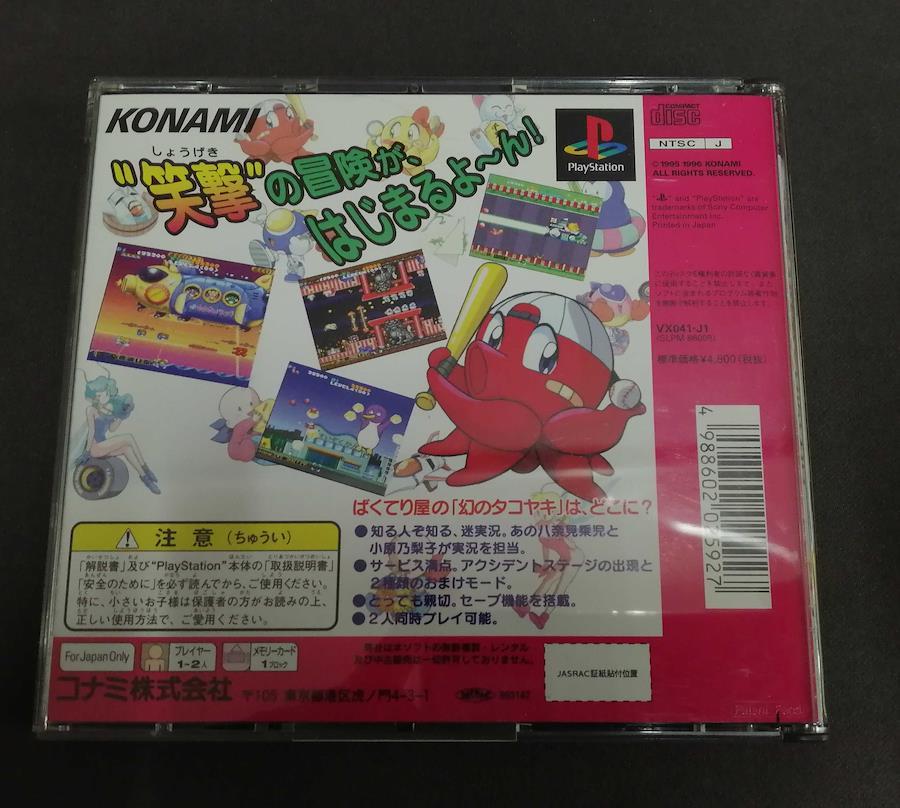 KONAMI
しょうげき
“笑撃”の冒険が、
はじまるょ〜ん!
PlayStation
COMPACT
disc
NTSC J
© 1995 1996 KONAMI
ALL RIGHTS RESERVED.
" " and "PlayStation" are
trademarks of Sony Computer
Entertainment Inc.
Printed in Japan
VX041-J1
標準価格¥4,800(税抜)
4 988602 035927
ばくてり屋の「幻のタコヤキ」は、どこに?
● 知る人ぞ知る、迷実況。あの八奈見乗児と
小原乃梨子が実況を担当。
● サービス満点。アクシデントステージの出現と
2種類のおまけモード。
● とっても親切。セーブ機能を搭載。
● 2人同時プレイ可能。
注意(ちゅうい)
「解説書」及び"PlayStation"本体の「取扱説明書」
「安全のために」を必ず読んでから、ご使用ください。
特に、小さいお子様は保護者の方がお読みの上、
正しい使用方法で、ご愛用ください。
For Japan Only
プレイヤー
1〜2人
メモリーカード
1ブロック
JASRAC証紙貼付位置
コナミ株式会社 〒105 東京都港区虎ノ門4-3-1